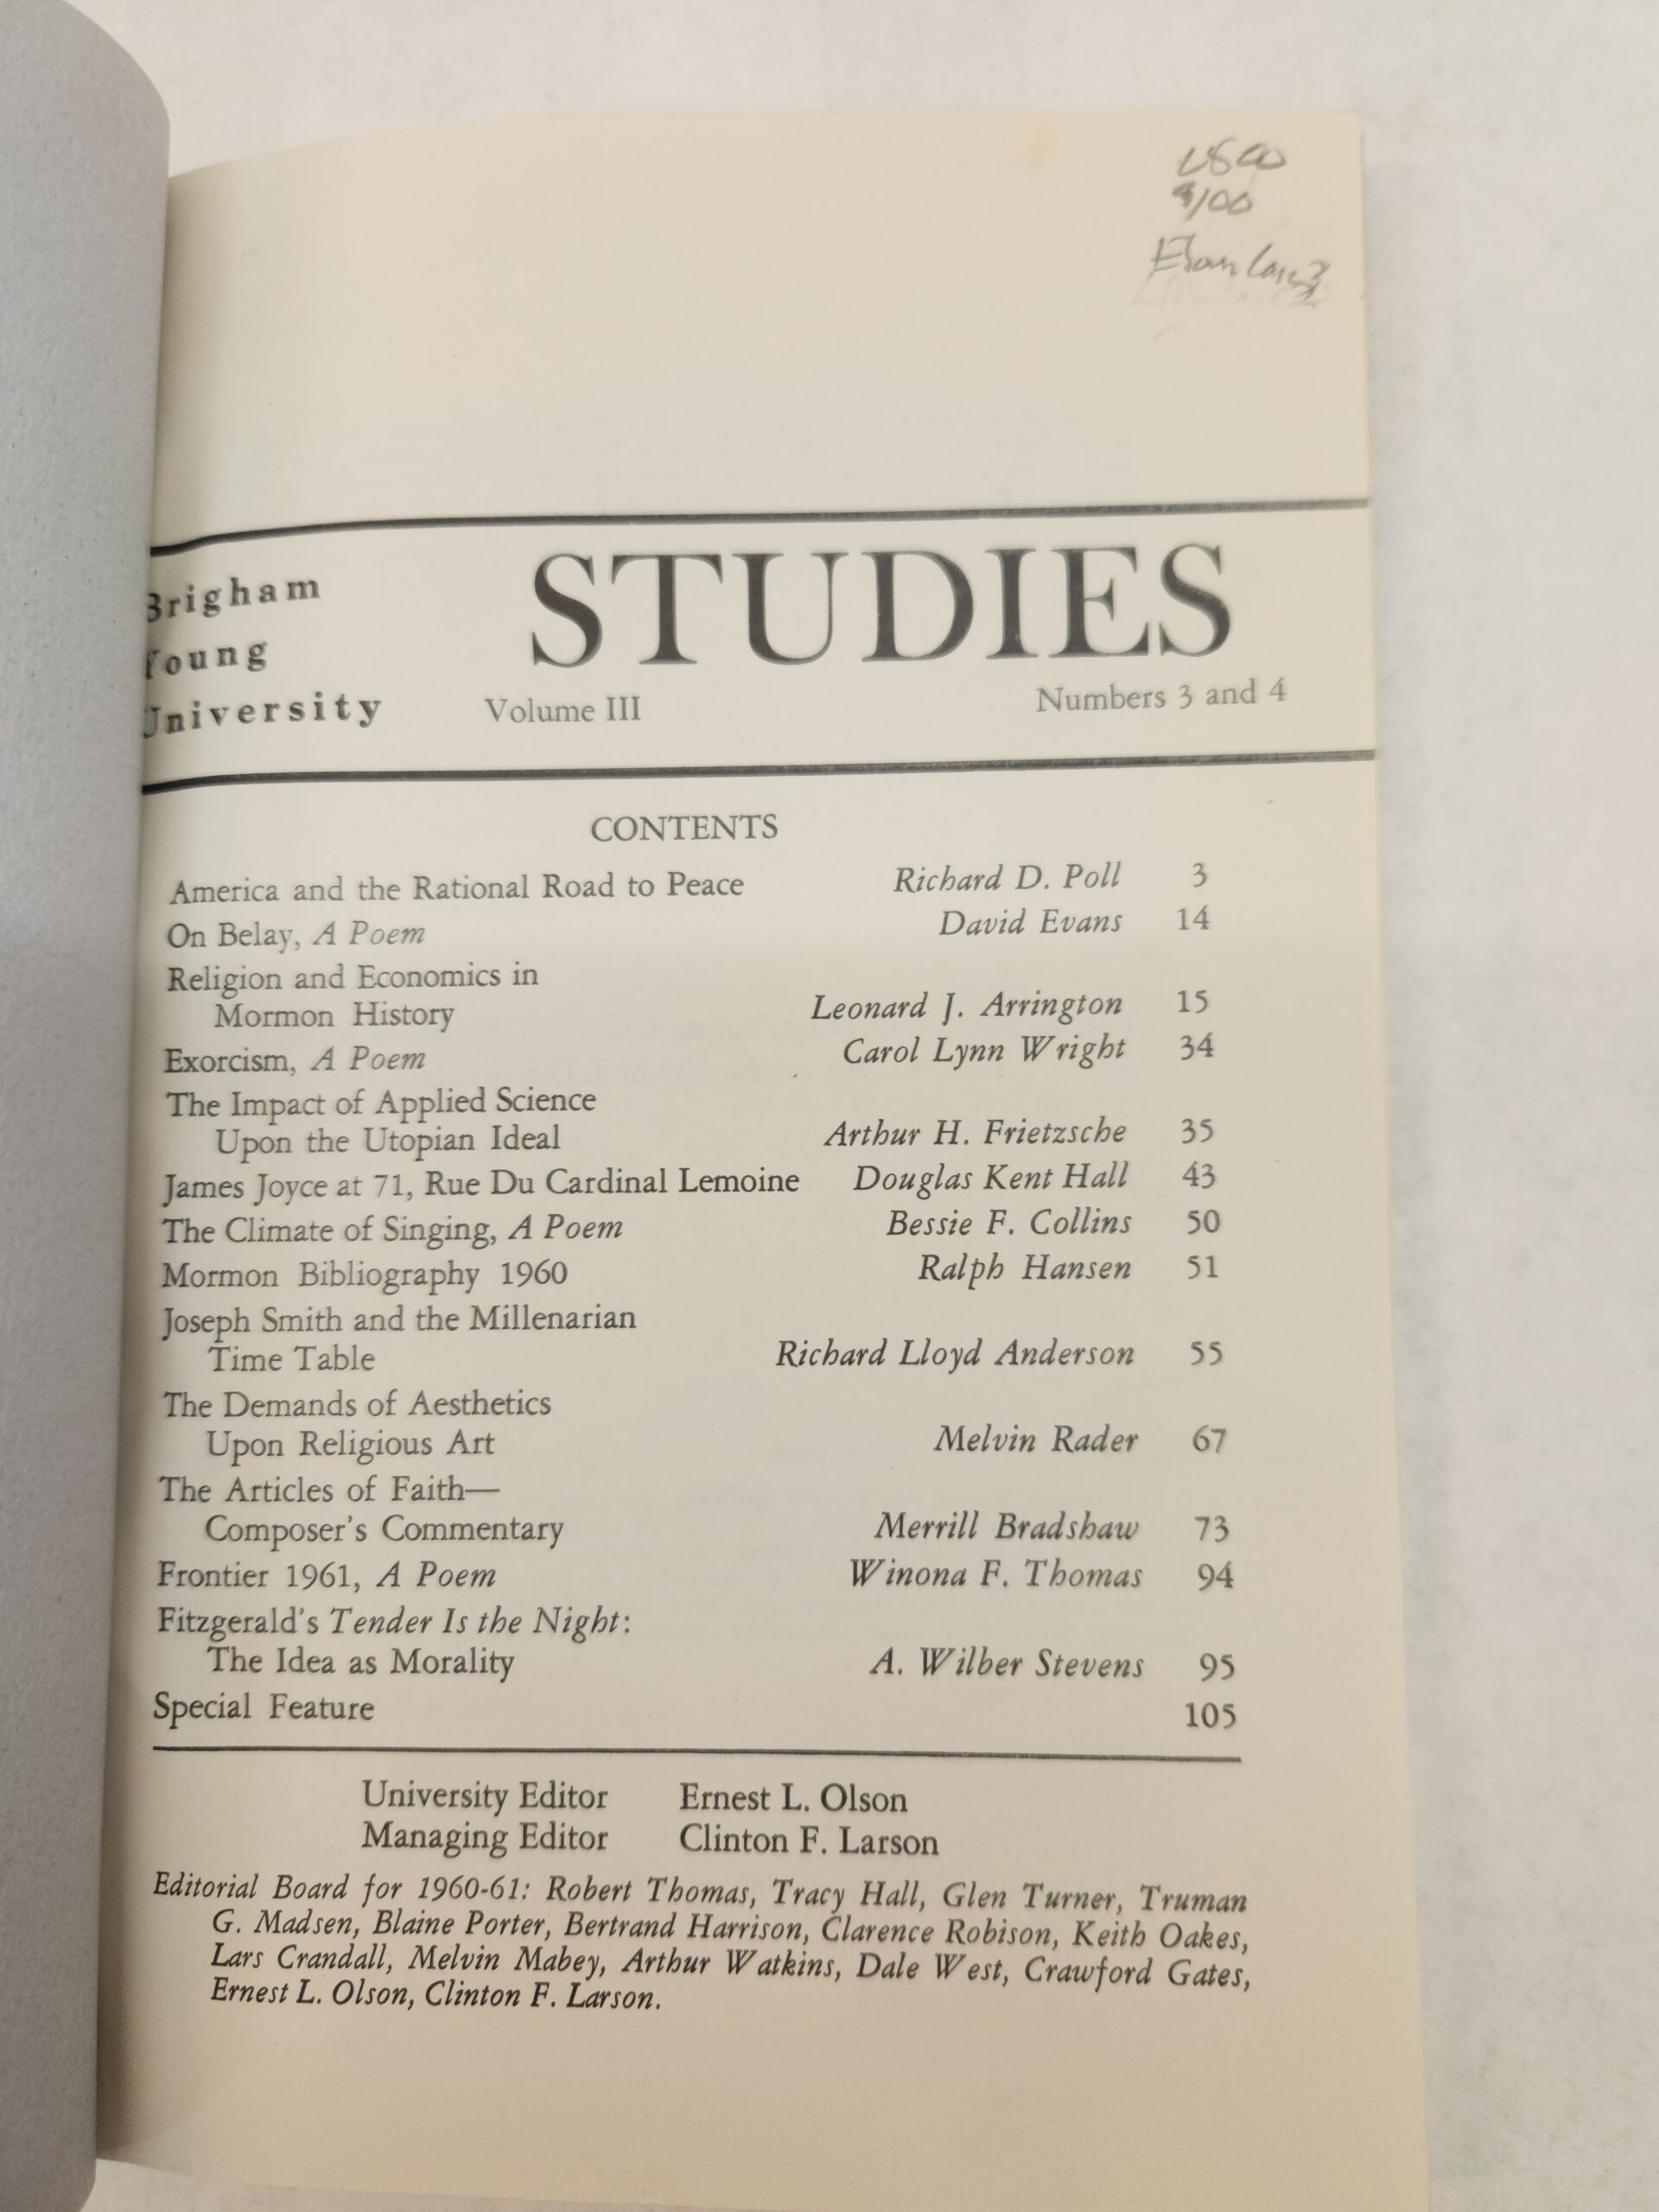 Brigham
Young
University
STUDIES
Volume III Numbers 3 and 4
CONTENTS
America and the Rational Road to Peace Richard D. Poll 3
On Belay, A Poem David Evans 14
Religion and Economics in
Mormon History Leonard J. Arrington 15
Exorcism, A Poem Carol Lynn Wright 34
The Impact of Applied Science
Upon the Utopian Ideal Arthur H. Frietzsche 35
James Joyce at 71, Rue Du Cardinal Lemoine Douglas Kent Hall 43
The Climate of Singing, A Poem Bessie F. Collins 50
Mormon Bibliography 1960 Ralph Hansen 51
Joseph Smith and the Millenarian
Time Table Richard Lloyd Anderson 55
The Demands of Aesthetics
Upon Religious Art Melvin Rader 67
The Articles of Faith—
Composer's Commentary Merrill Bradshaw 73
Frontier 1961, A Poem Winona F. Thomas 94
Fitzgerald's Tender Is the Night:
The Idea as Morality A. Wilber Stevens 95
Special Feature 105
University Editor Ernest L. Olson
Managing Editor Clinton F. Larson
Editorial Board for 1960-61: Robert Thomas, Tracy Hall, Glen Turner, Truman
G. Madsen, Blaine Porter, Bertrand Harrison, Clarence Robison, Keith Oakes,
Lars Crandall, Melvin Mabey, Arthur Watkins, Dale West, Crawford Gates,
Ernest L. Olson, Clinton F. Larson.